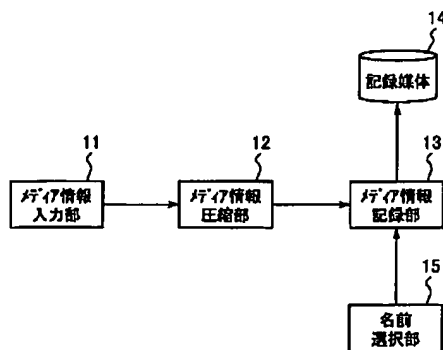 14
記録媒体
11
12
13
メディア情報
入力部
メディア情報
圧縮部
メディア情報
記録部
15
名前
選択部